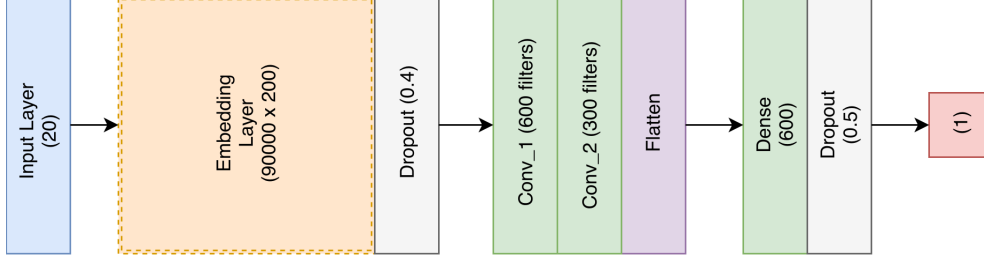 Input Layer
(20)
Embedding
Layer
(90000 x 200)
Dropout (0.4)
Conv_1 (600 filters)
Conv_2 (300 filters)
Flatten
Dense
(600)
Dropout
(0.5)
(1)